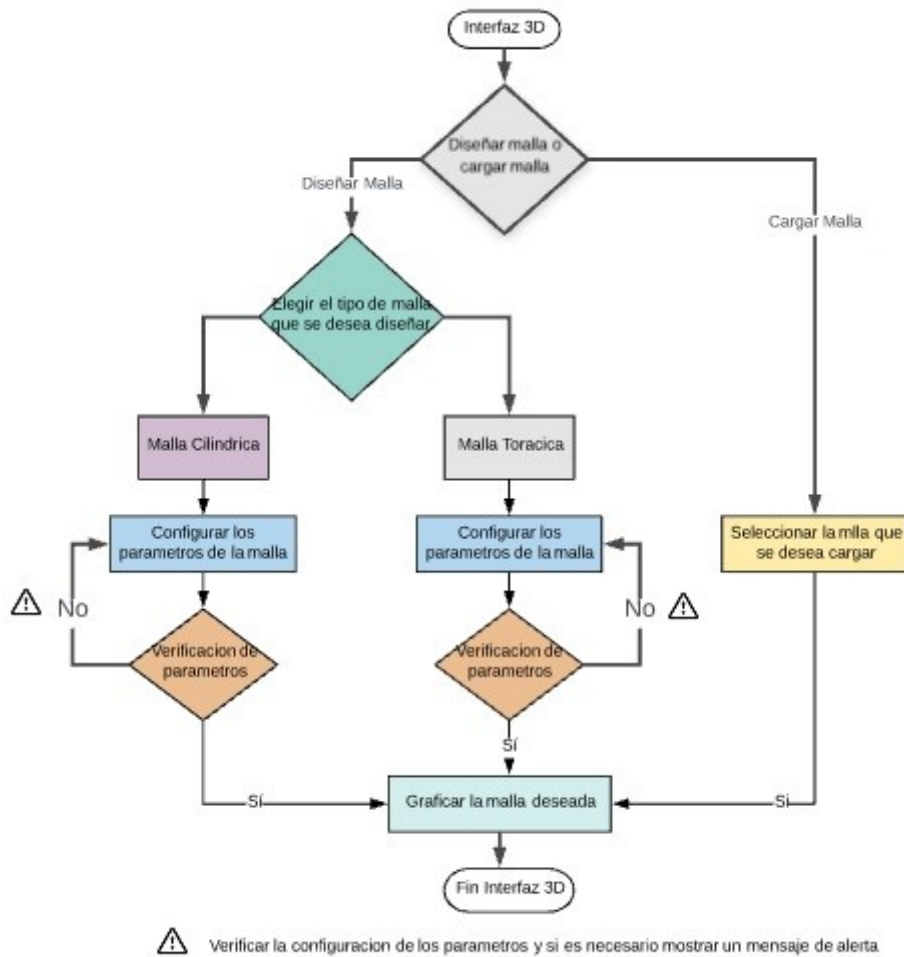 Interfaz 3D
Diseñar malla o
cargar malla
Diseñar Malla
Cargar Malla
Elegir el tipo de malla
que se desea diseñar
Malla Cilindrica
Malla Toracica
Configurar los
parametros de la malla
Configurar los
parametros de la malla
Seleccionar la mlla que
se desea cargar
No
No
Verificacion de
parametros
Verificacion de
parametros
Sí
Sí
Graficar la malla deseada
Si
Fin Interfaz 3D
Verificar la configuracion de los parametros y si es necesario mostrar un mensaje de alerta